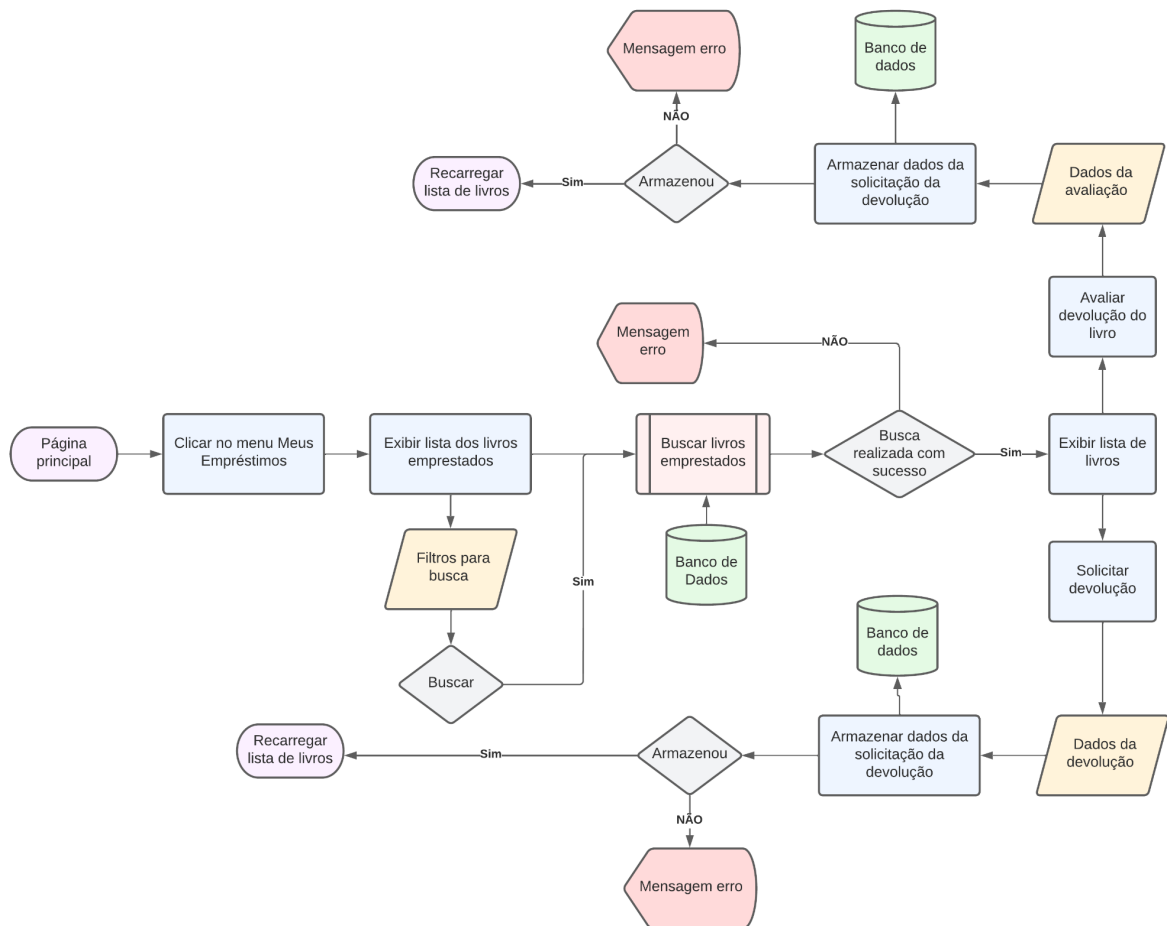 Mensagem erro
Banco de
dados
NÃO
Recarregar
lista de livros
Sim
Armazenou
Armazenar dados da
solicitação da
devolução
Dados da
avaliação
Avaliar
devolução do
livro
Mensagem
erro
NÃO
Página
principal
Clicar no menu Meus
Empréstimos
Exibir lista dos livros
emprestados
Buscar livros
emprestados
Busca
realizada com
sucesso
Sim
Exibir lista de
livros
Filtros para
busca
Sim
Banco de
Dados
Solicitar
devolução
Buscar
Banco de
dados
Recarregar
lista de livros
Sim
Armazenou
Armazenar dados da
solicitação da
devolução
Dados da
devolução
NÃO
Mensagem erro